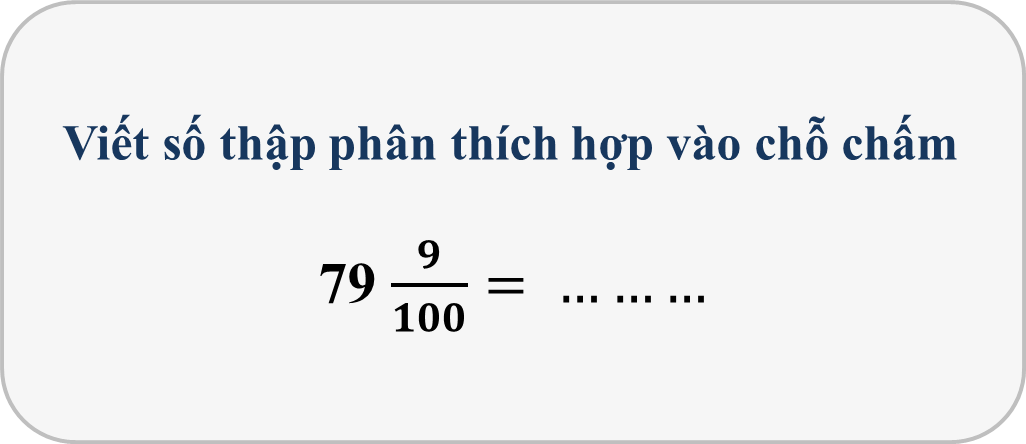 Viết số thập phân thích hợp vào chỗ chấm
79 9/100 = ... ... ...